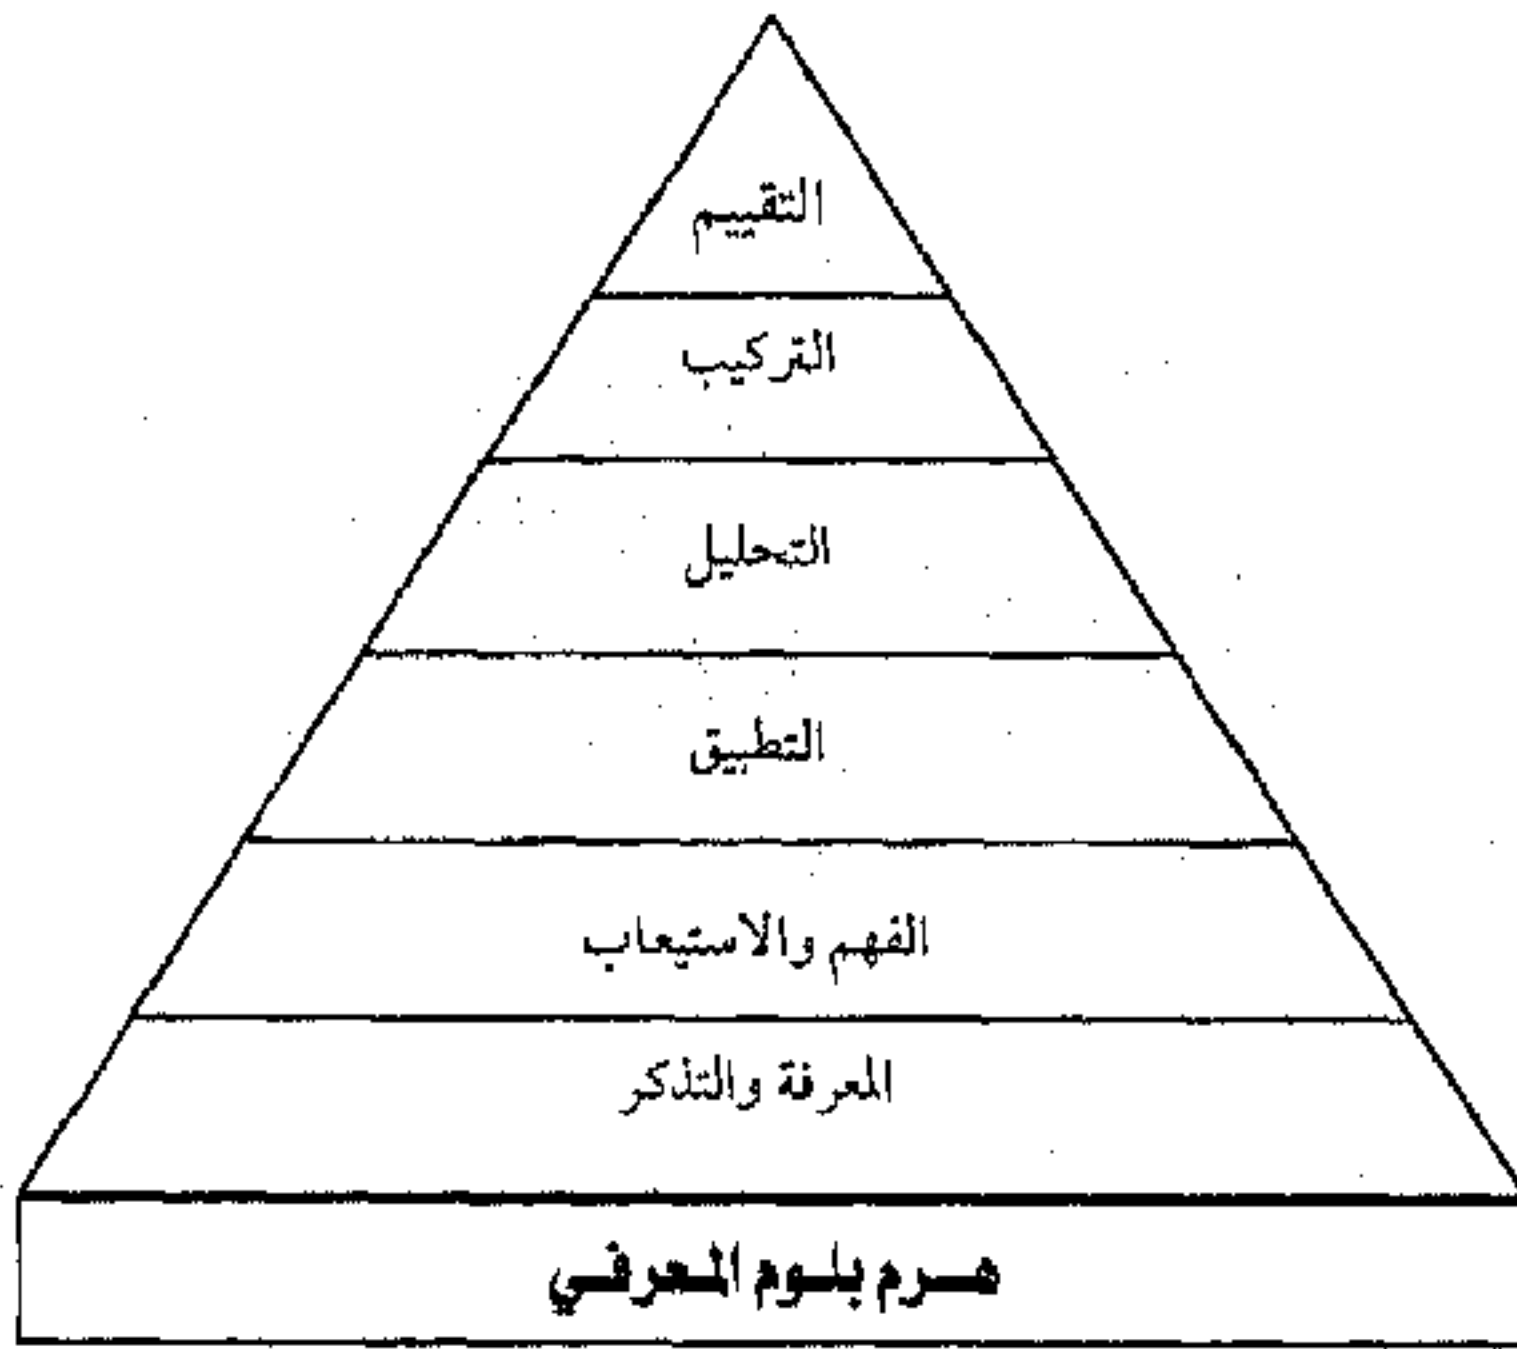 التقييم
التركيب
التحليل
التطبيق
الفهم والاستيعاب
المعرفة والتذكر
هرم بلوم المعرفي